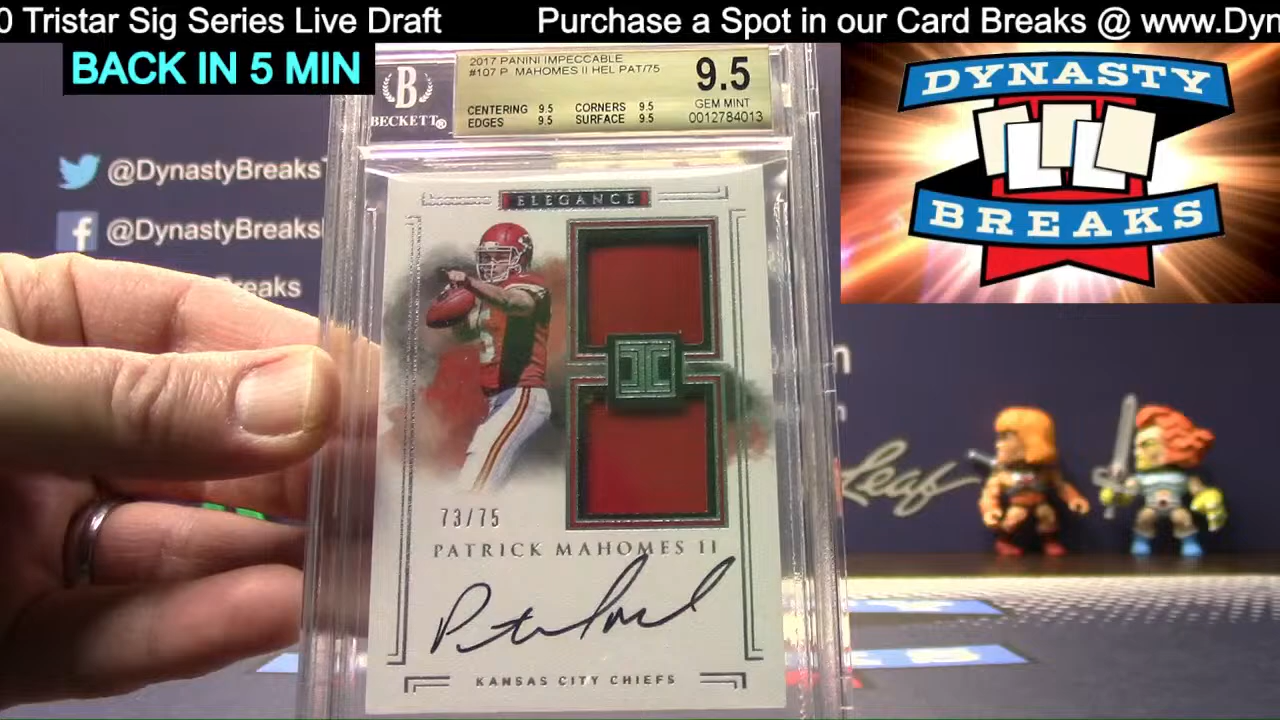 0 Tristar Sig Series Live Draft Purchase a Spot in our Card Breaks @ www.Dyn
BACK IN 5 MIN
@DynastyBreaks
@DynastyBreaks
eaks
B
BECKETT®
2017 PANINI IMPECCABLE
#107 P. MAHOMES II HEL PAT/75
CENTERING 9.5 CORNERS 9.5
EDGES 9.5 SURFACE 9.5
9.5
GEM MINT
0012784013
DYNASTY
BREAKS
ELEGANCE
73/75
PATRICK MAHOMES II
KANSAS CITY CHIEFS
Leaf